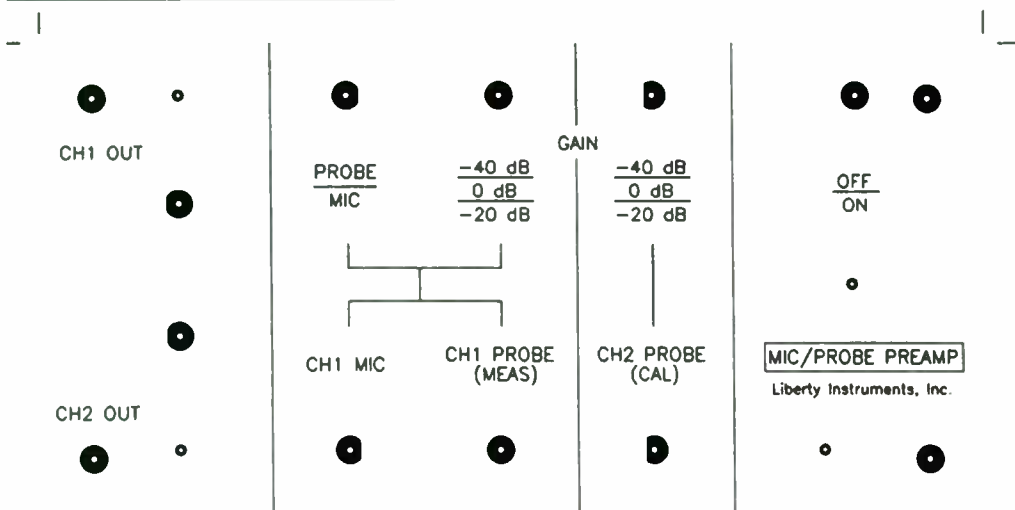 CH1 OUT
CH2 OUT
PROBE
MIC
GAIN
-40 dB
0 dB
-20 dB
-40 dB
0 dB
-20 dB
CH1 MIC
CH1 PROBE
(MEAS)
CH2 PROBE
(CAL)
OFF
ON
MIC/PROBE PREAMP
Liberty Instruments, Inc.